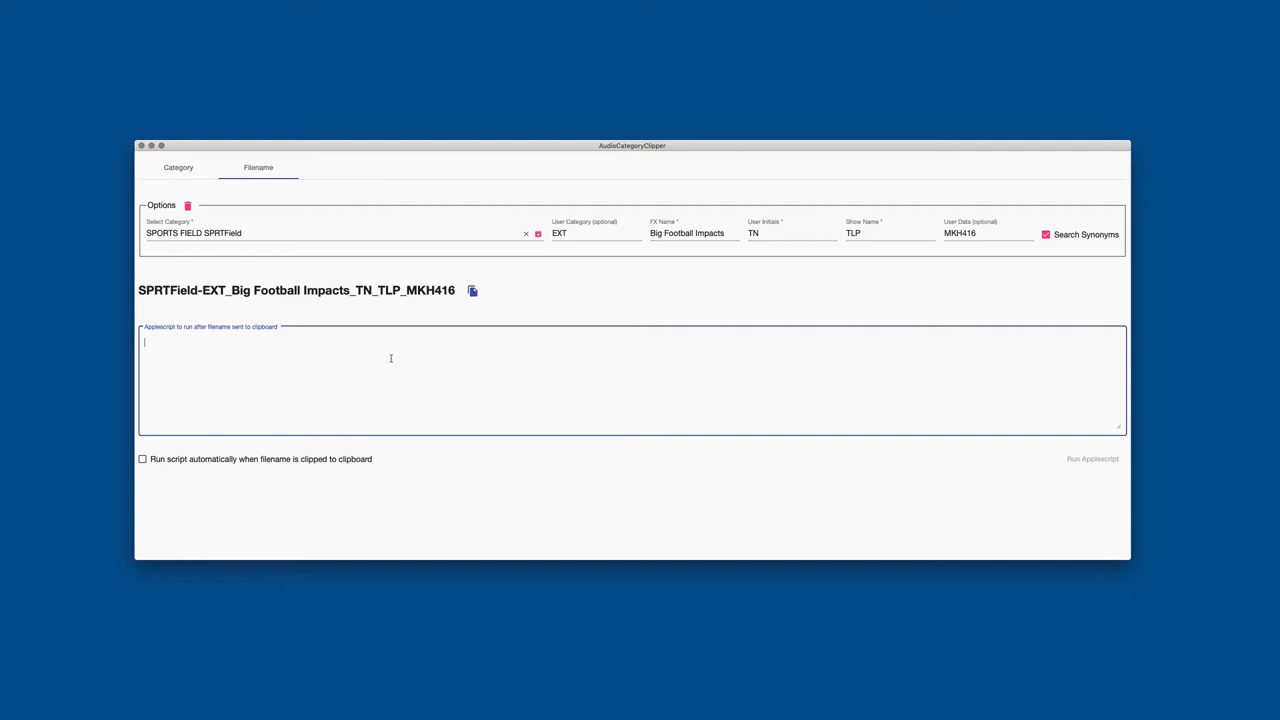 AudioCategoryClipper
Category Filename
Options
Select Category *
SPORTS FIELD SPRTField
User Category (optional)
EXT
FX Name *
Big Football Impacts
User Initials *
TN
Show Name *
TLP
User Data (optional)
MKH416
Search Synonyms
SPRTField-EXT_Big Football Impacts_TN_TLP_MKH416
Applescript to run after filename sent to clipboard
Run script automatically when filename is clipped to clipboard
Run Applescript